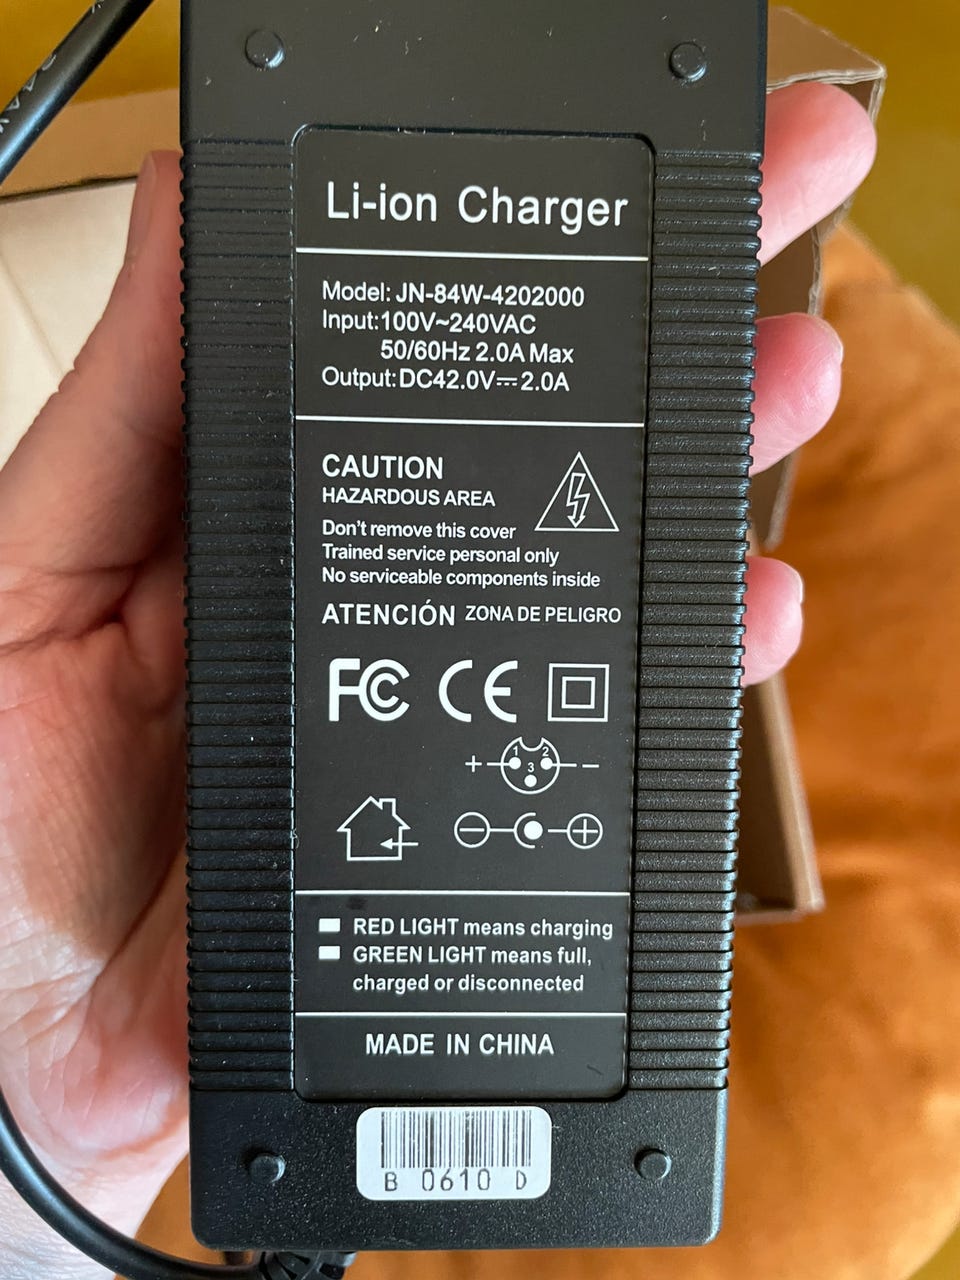 Li-ion Charger
Model: JN-84W-4202000
Input:100V~240VAC
50/60Hz 2.0A Max
Output:DC42.0V⎓2.0A
CAUTION
HAZARDOUS AREA
Don't remove this cover
Trained service personal only
No serviceable components inside
ATENCIÓN ZONA DE PELIGRO
FC CE
+ 1 2 3 −
− +
RED LIGHT means charging
GREEN LIGHT means full,
charged or disconnected
MADE IN CHINA
B 0610 D